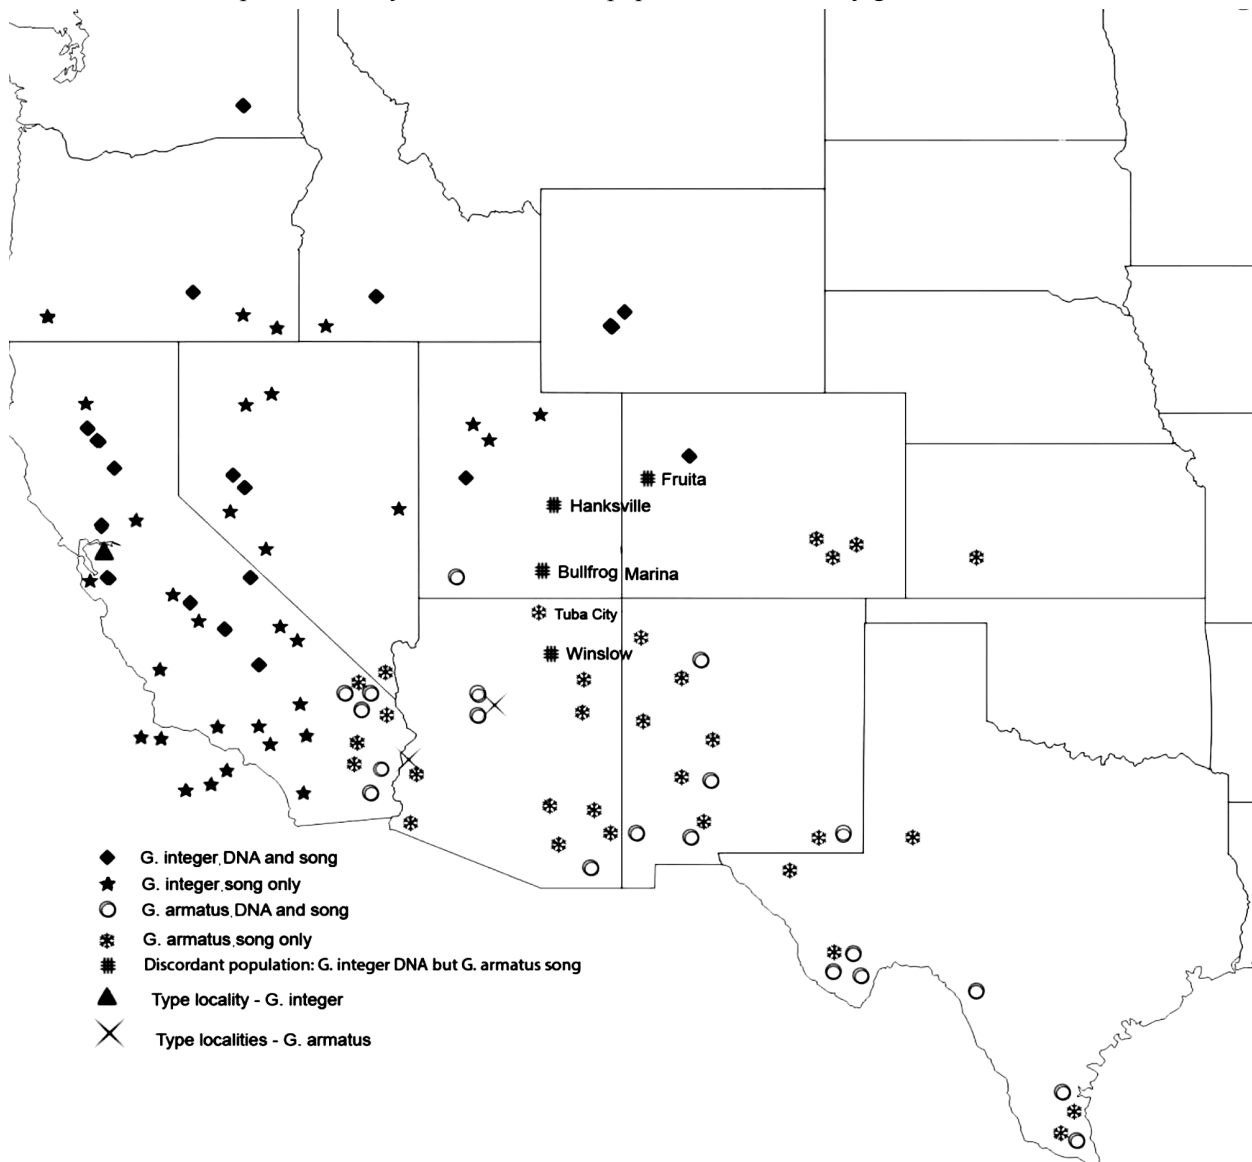 Fruita
Hanksville
Bullfrog Marina
Tuba City
Winslow
G. integer, DNA and song
G. integer, song only
G. armatus, DNA and song
G. armatus, song only
Discordant population: G. integer DNA but G. armatus song
Type locality - G. integer
Type localities - G. armatus